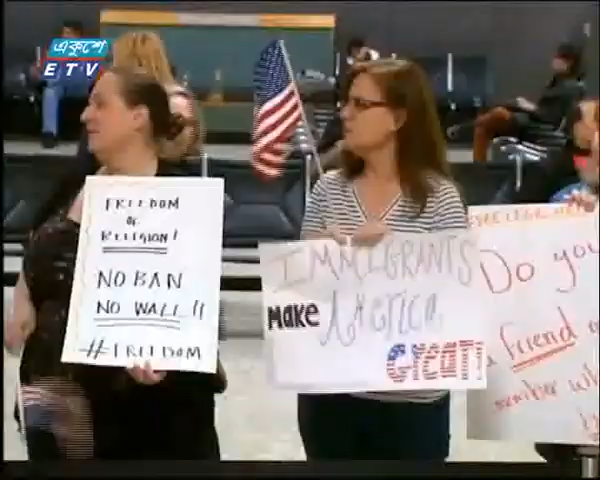 একুশে
ETV
FREEDOM
OF
RELIGION!
NO BAN
NO WALL!!
#FREEDOM
IMMIGRANTS
Make America
Great!
Do you
friend